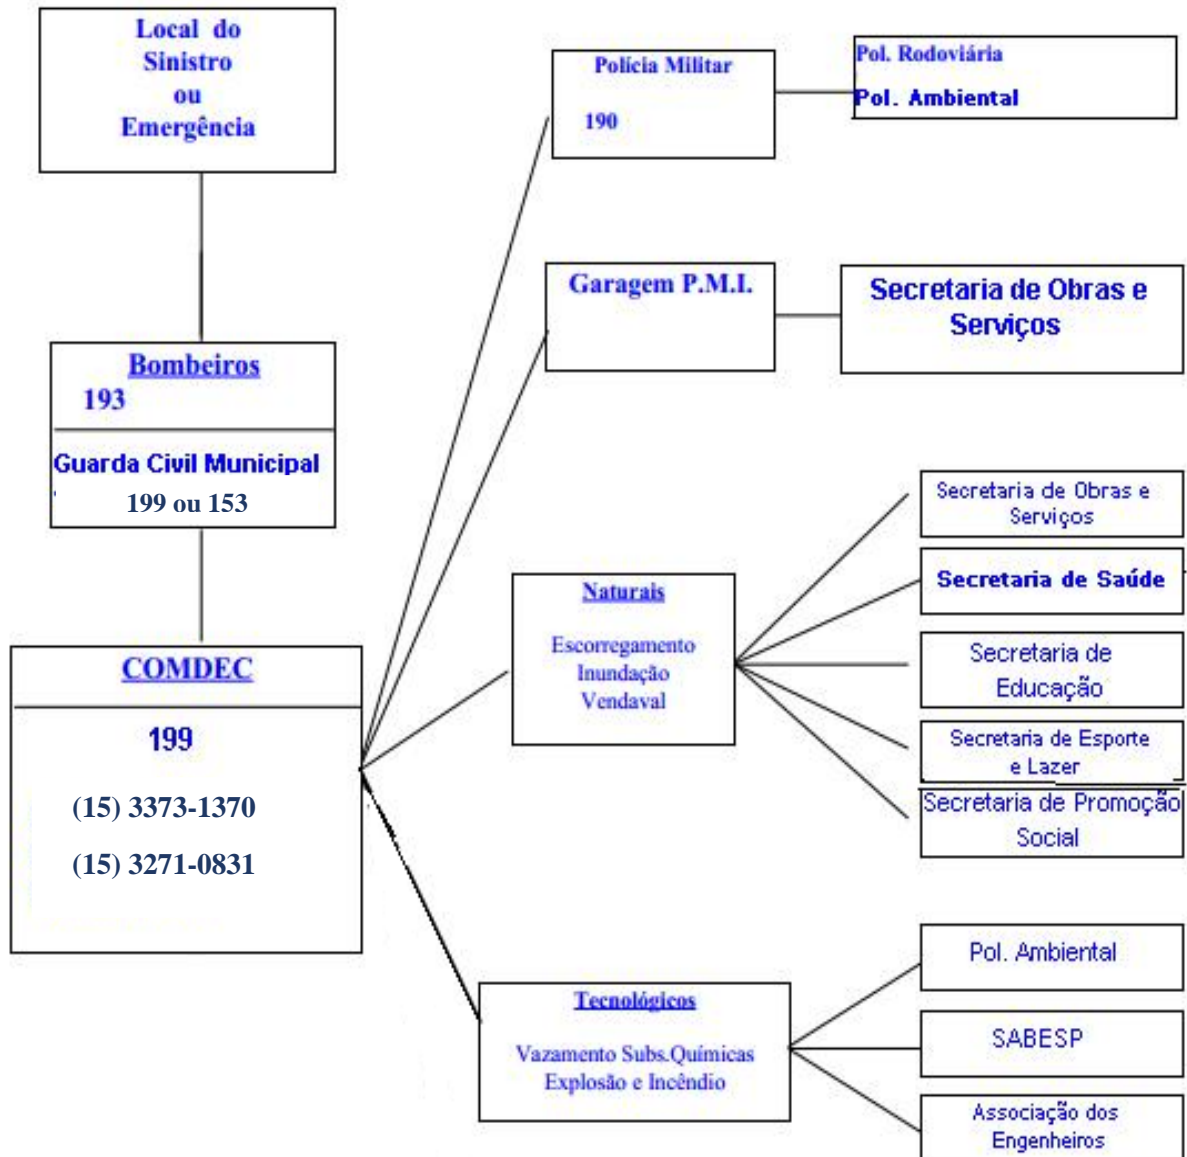 Local do
Sinistro
ou
Emergência
Bombeiros
193
Guarda Civil Municipal
199 ou 153
COMDEC
199
(15) 3373-1370
(15) 3271-0831
Polícia Militar
190
Pol. Rodoviária
Pol. Ambiental
Garagem P.M.I.
Secretaria de Obras e
Serviços
Naturais
Escorregamento
Inundação
Vendaval
Secretaria de Obras e
Serviços
Secretaria de Saúde
Secretaria de
Educação
Secretaria de Esporte
e Lazer
Secretaria de Promoção
Social
Tecnológicos
Vazamento Subs.Químicas
Explosão e Incêndio
Pol. Ambiental
SABESP
Associação dos
Engenheiros